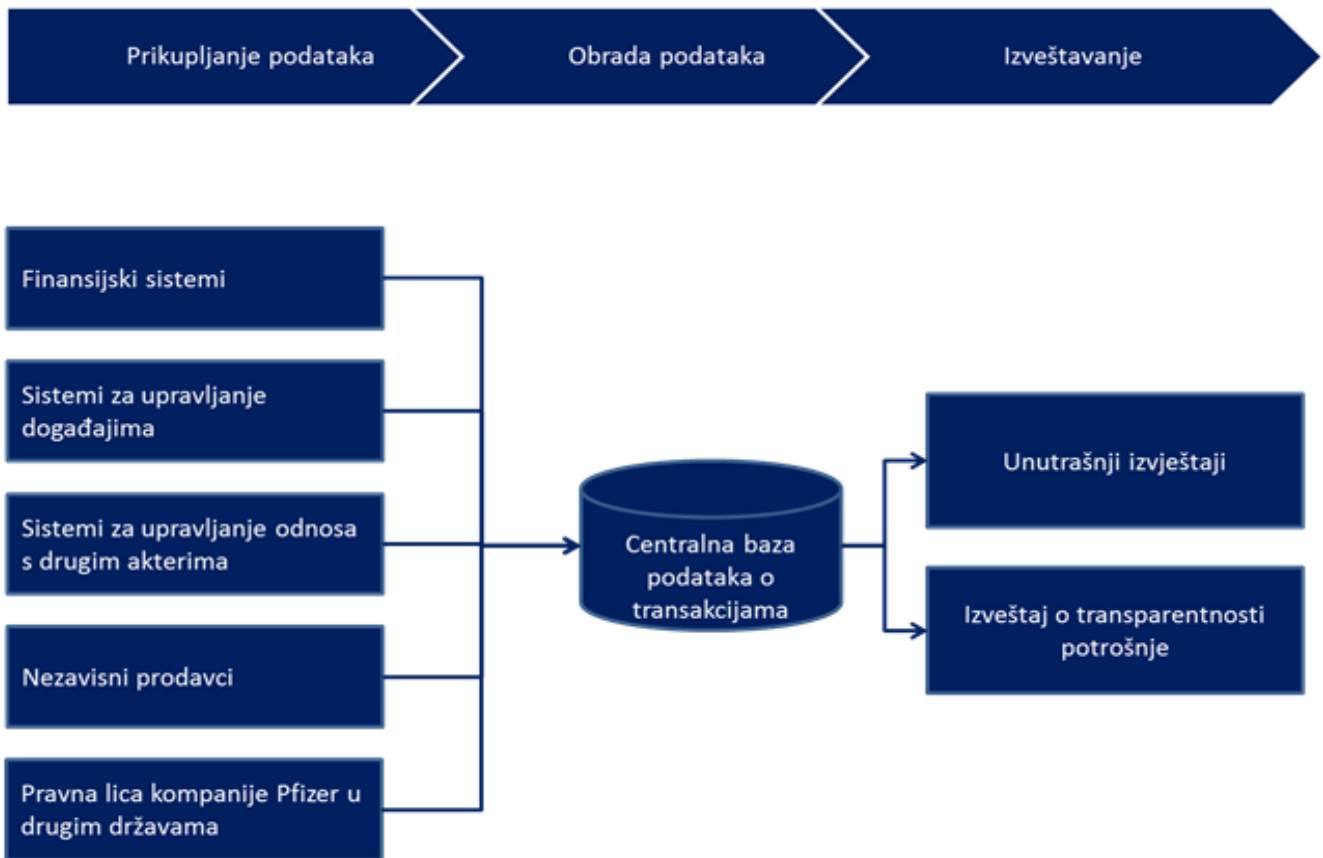 Prikupljanje podataka
Obrada podataka
Izveštavanje
Finansijski sistemi
Sistemi za upravljanje
događajima
Sistemi za upravljanje odnosa
s drugim akterima
Nezavisni prodavci
Pravna lica kompanije Pfizer u
drugim državama
Centralna baza
podataka o
transakcijama
Unutrašnji izvještaji
Izveštaj o transparentnosti
potrošnje